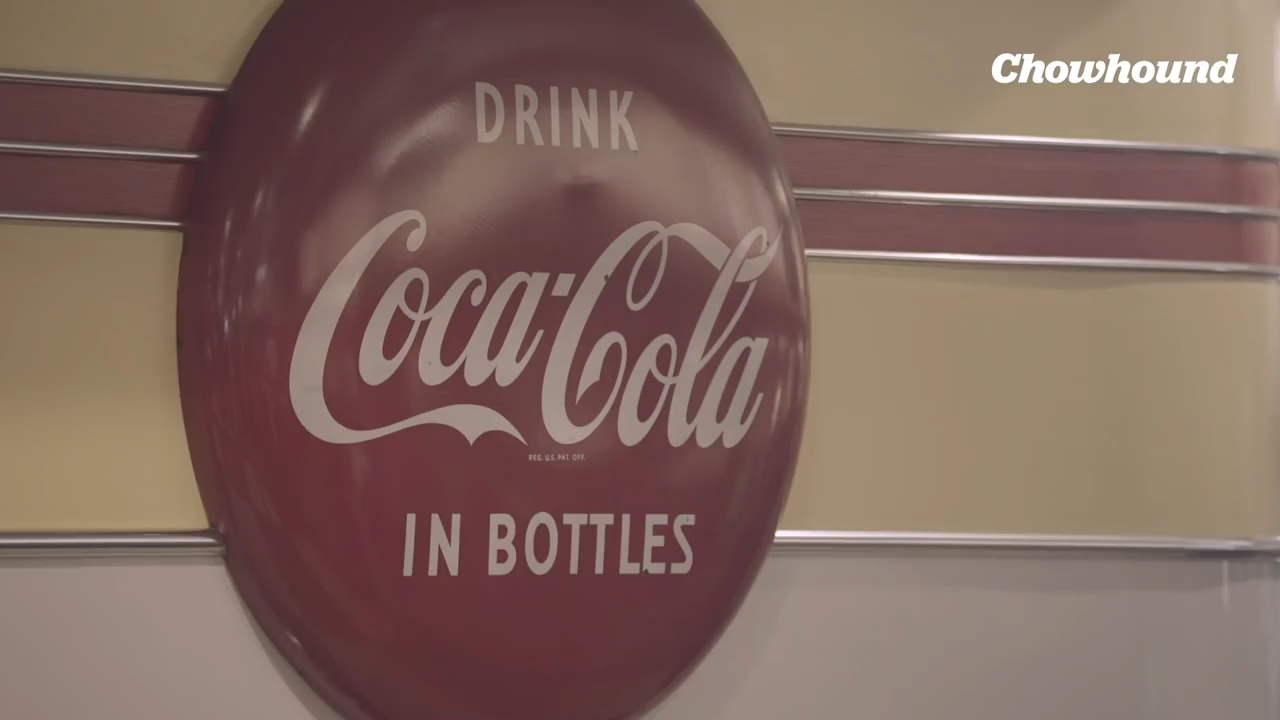 Chowhound
DRINK
Coca-Cola
REG. U.S. PAT. OFF.
IN BOTTLES